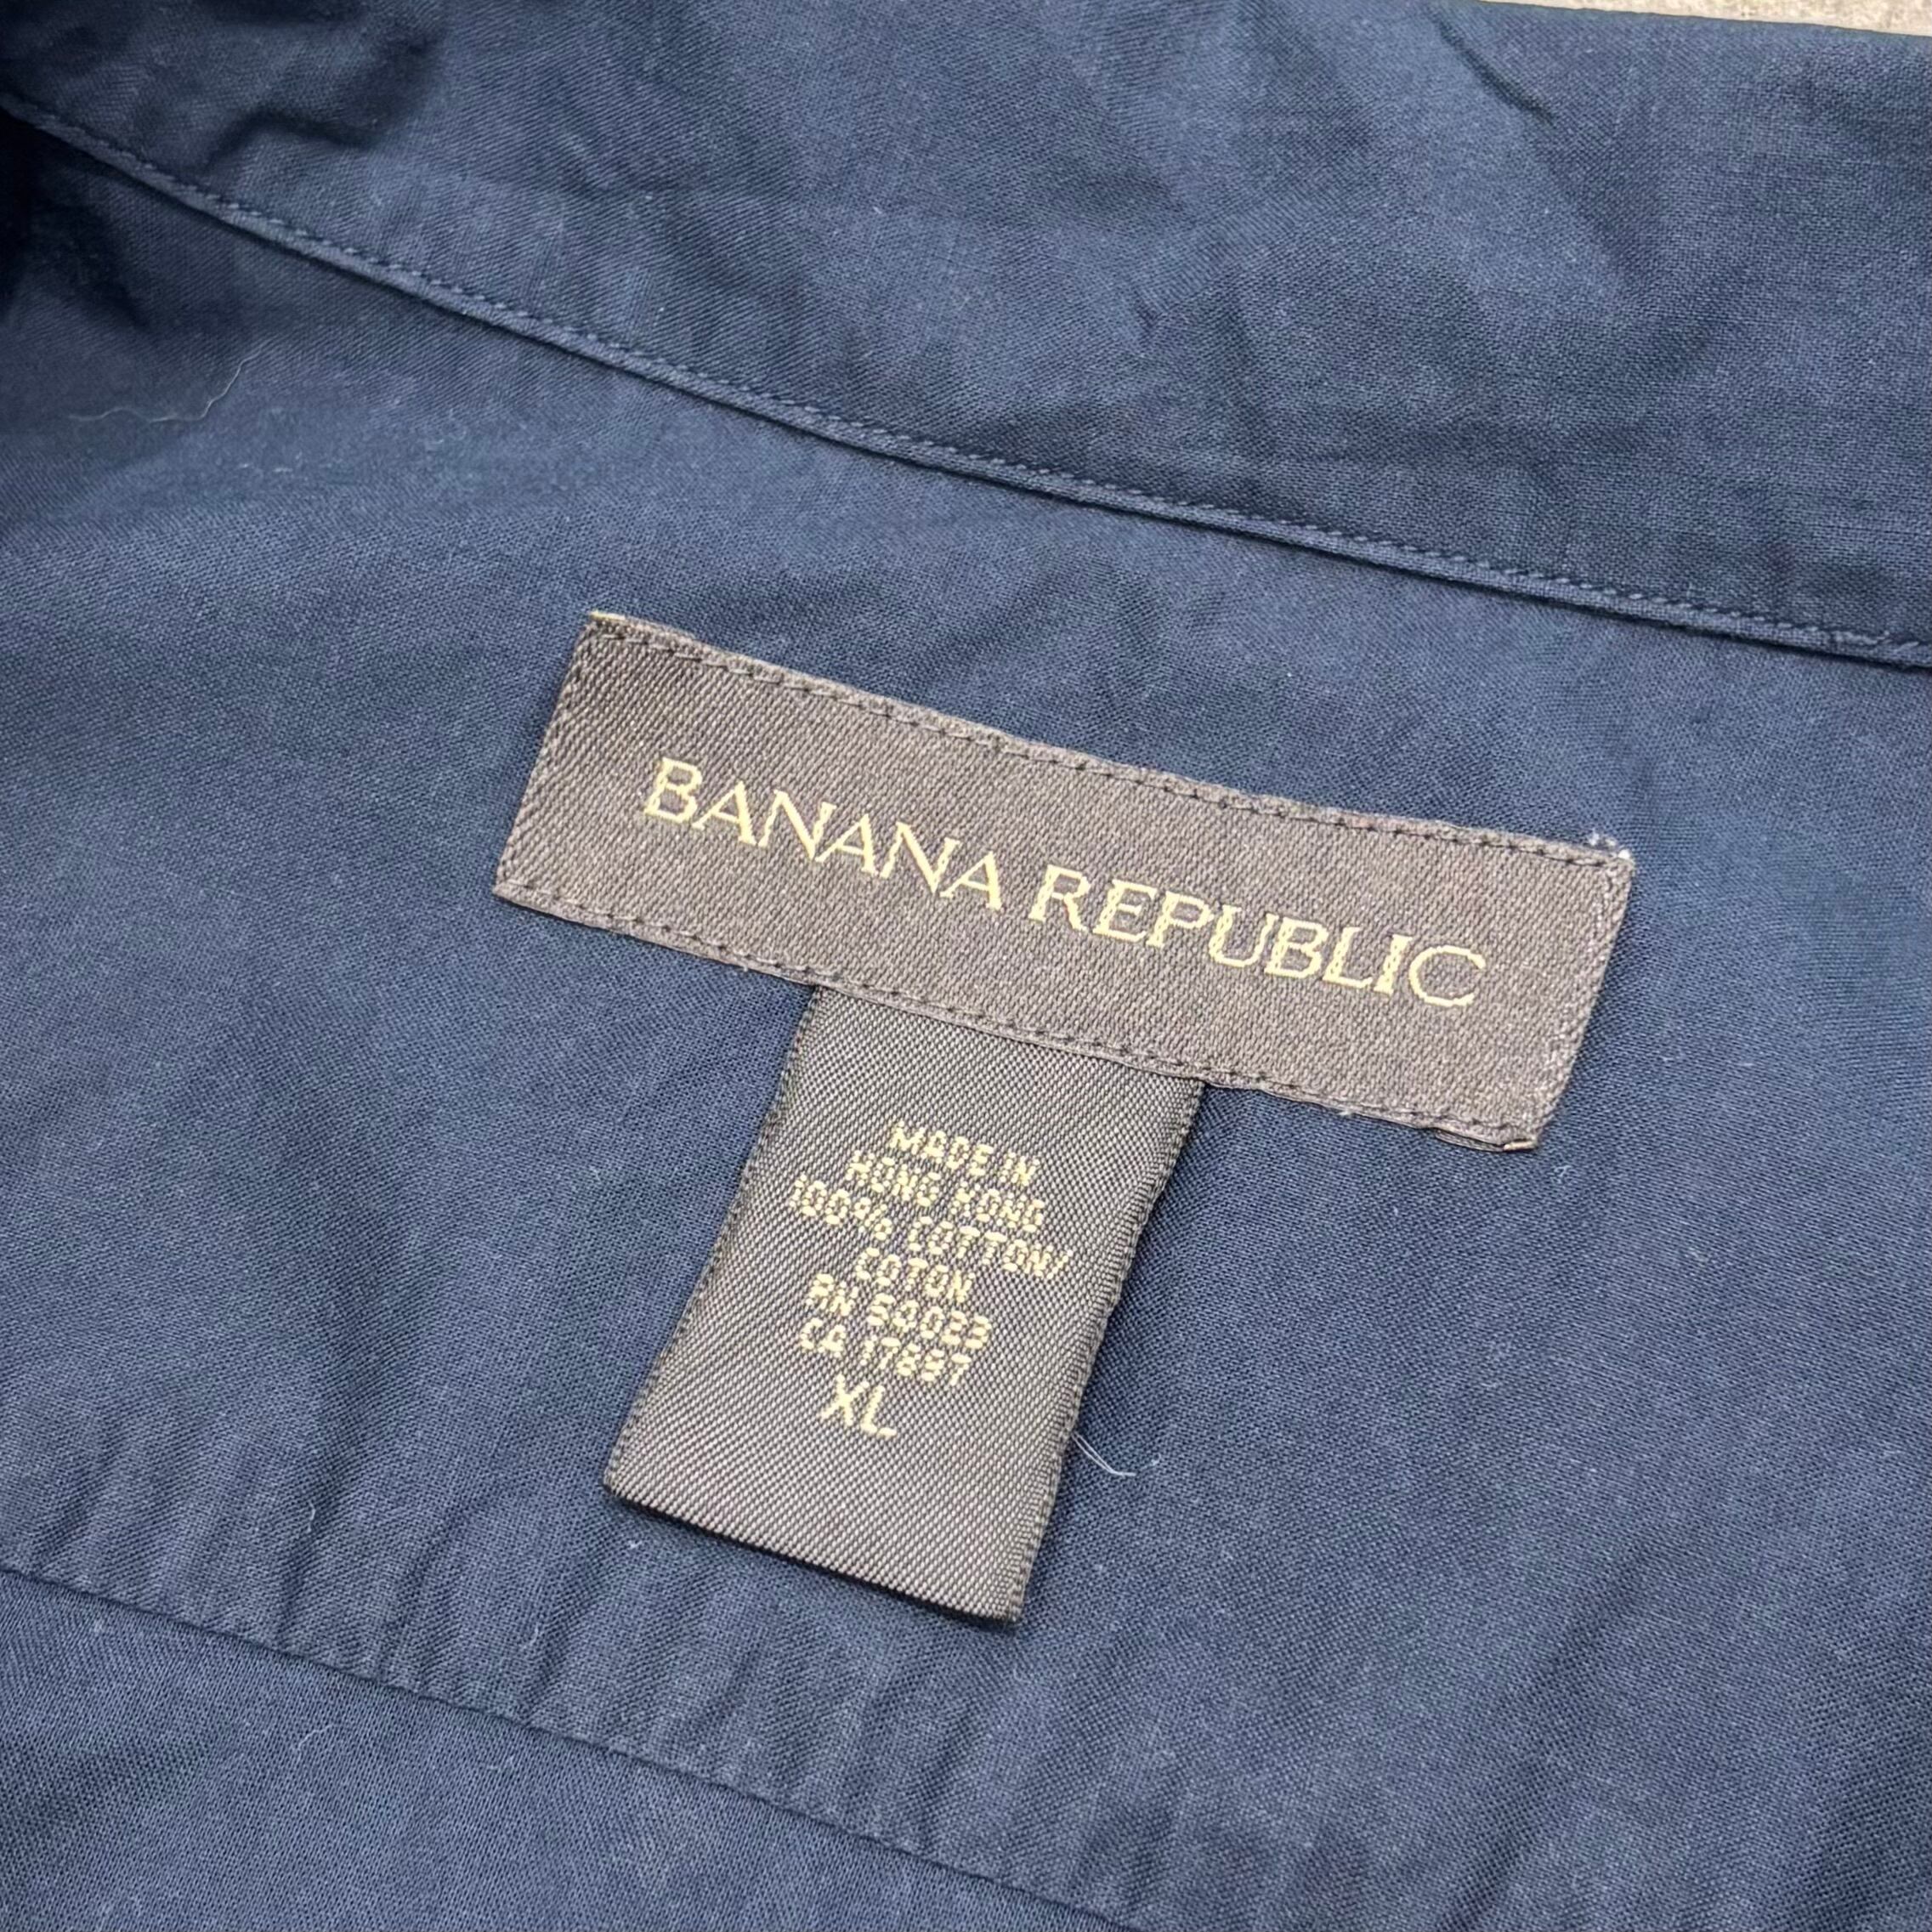 BANANA REPUBLIC
MADE IN
HONG KONG
100% COTTON/
COTON
RN 54023
CA 17897
XL